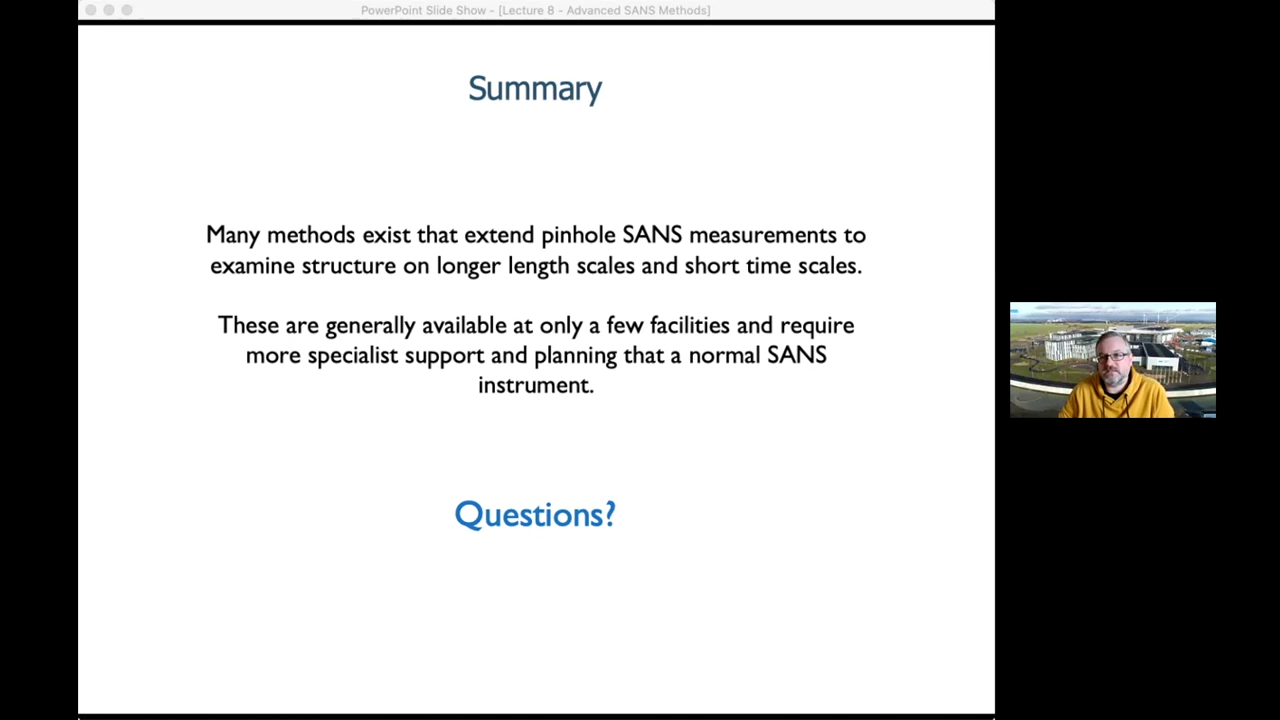 PowerPoint Slide Show - [Lecture 8 - Advanced SANS Methods]
Summary
Many methods exist that extend pinhole SANS measurements to
examine structure on longer length scales and short time scales.
These are generally available at only a few facilities and require
more specialist support and planning that a normal SANS
instrument.
Questions?